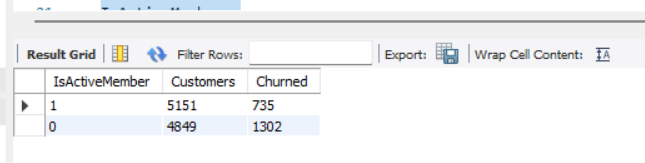 Result Grid Filter Rows: Export: Wrap Cell Content:
IsActiveMember Customers Churned
1 5151 735
0 4849 1302